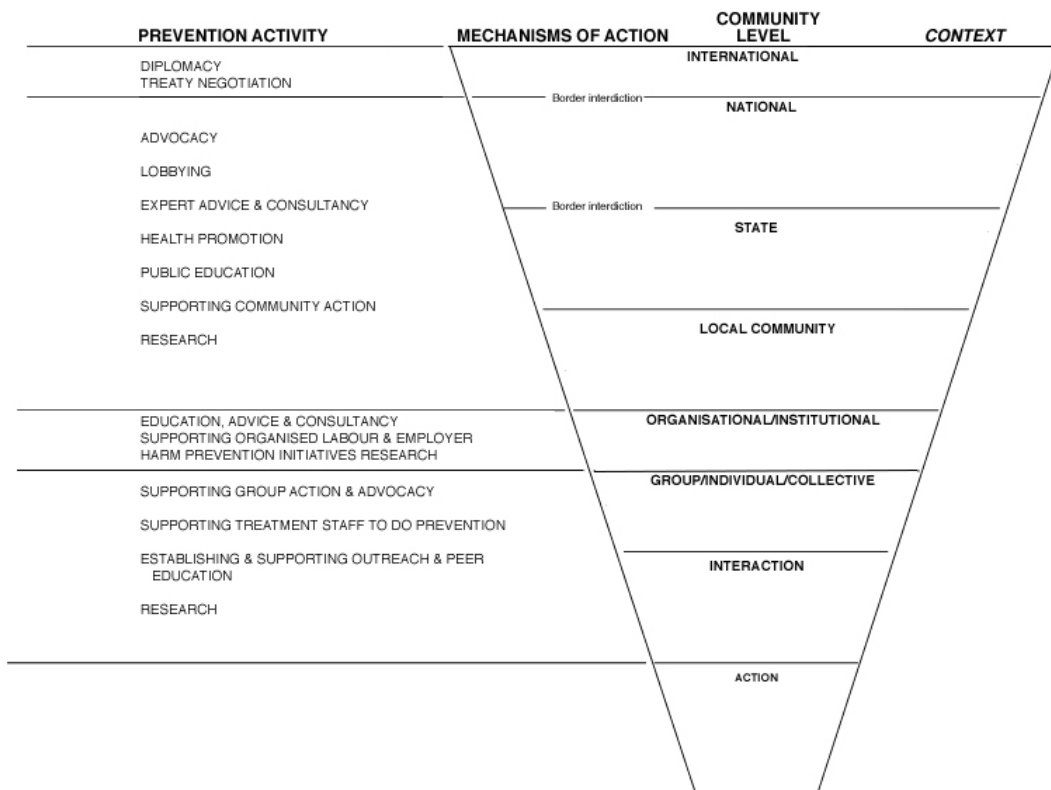 PREVENTION ACTIVITY
MECHANISMS OF ACTION
COMMUNITY
LEVEL
CONTEXT
INTERNATIONAL
DIPLOMACY
TREATY NEGOTIATION
Border interdiction
NATIONAL
ADVOCACY
LOBBYING
EXPERT ADVICE & CONSULTANCY
Border interdiction
STATE
HEALTH PROMOTION
PUBLIC EDUCATION
SUPPORTING COMMUNITY ACTION
LOCAL COMMUNITY
RESEARCH
EDUCATION, ADVICE & CONSULTANCY
SUPPORTING ORGANISED LABOUR & EMPLOYER
HARM PREVENTION INITIATIVES RESEARCH
ORGANISATIONAL/INSTITUTIONAL
GROUP/INDIVIDUAL/COLLECTIVE
SUPPORTING GROUP ACTION & ADVOCACY
SUPPORTING TREATMENT STAFF TO DO PREVENTION
ESTABLISHING & SUPPORTING OUTREACH & PEER
EDUCATION
INTERACTION
RESEARCH
ACTION